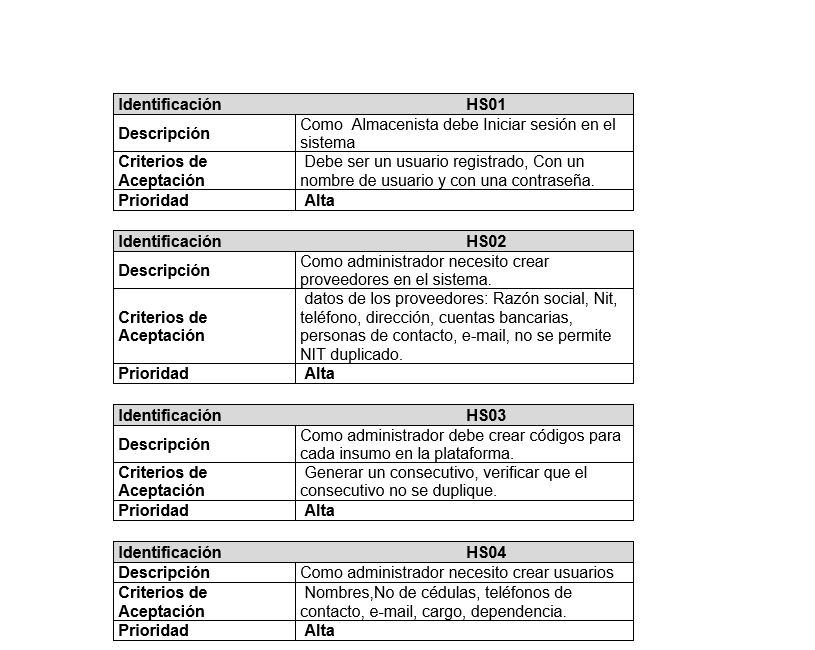 Identificación HS01
Descripción
Como Almacenista debe Iniciar sesión en el
sistema
Criterios de
Aceptación
Debe ser un usuario registrado, Con un
nombre de usuario y con una contraseña.
Prioridad Alta
Identificación HS02
Descripción
Como administrador necesito crear
proveedores en el sistema.
Criterios de
Aceptación
datos de los proveedores: Razón social, Nit,
teléfono, dirección, cuentas bancarias,
personas de contacto, e-mail, no se permite
NIT duplicado.
Prioridad Alta
Identificación HS03
Descripción
Como administrador debe crear códigos para
cada insumo en la plataforma.
Criterios de
Aceptación
Generar un consecutivo, verificar que el
consecutivo no se duplique.
Prioridad Alta
Identificación HS04
Descripción Como administrador necesito crear usuarios
Criterios de
Aceptación
Nombres,No de cédulas, teléfonos de
contacto, e-mail, cargo, dependencia.
Prioridad Alta